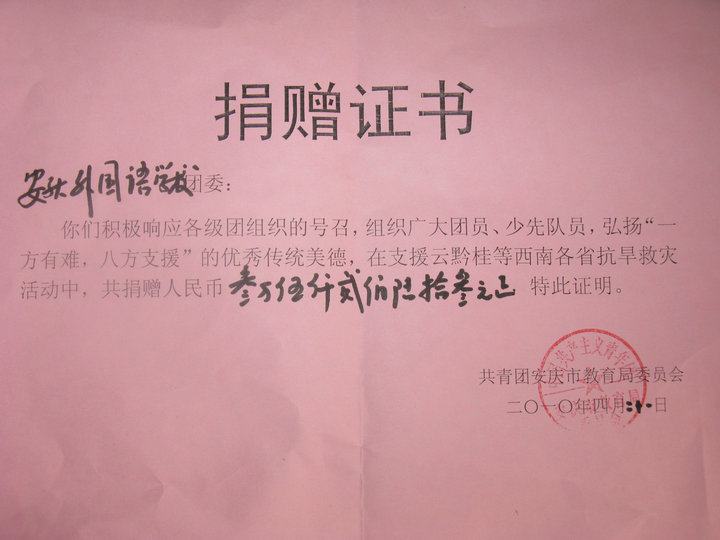 捐赠证书
安庆外国语学校团委：
你们积极响应各级团组织的号召，组织广大团员、少先队员，弘扬“一
方有难，八方支援”的优秀传统美德，在支援云黔桂等西南各省抗旱救灾
活动中，共捐赠人民币叁万伍仟贰佰陆拾叁元正 特此证明。
共青团安庆市教育局委员会
二〇一〇年四月二十日